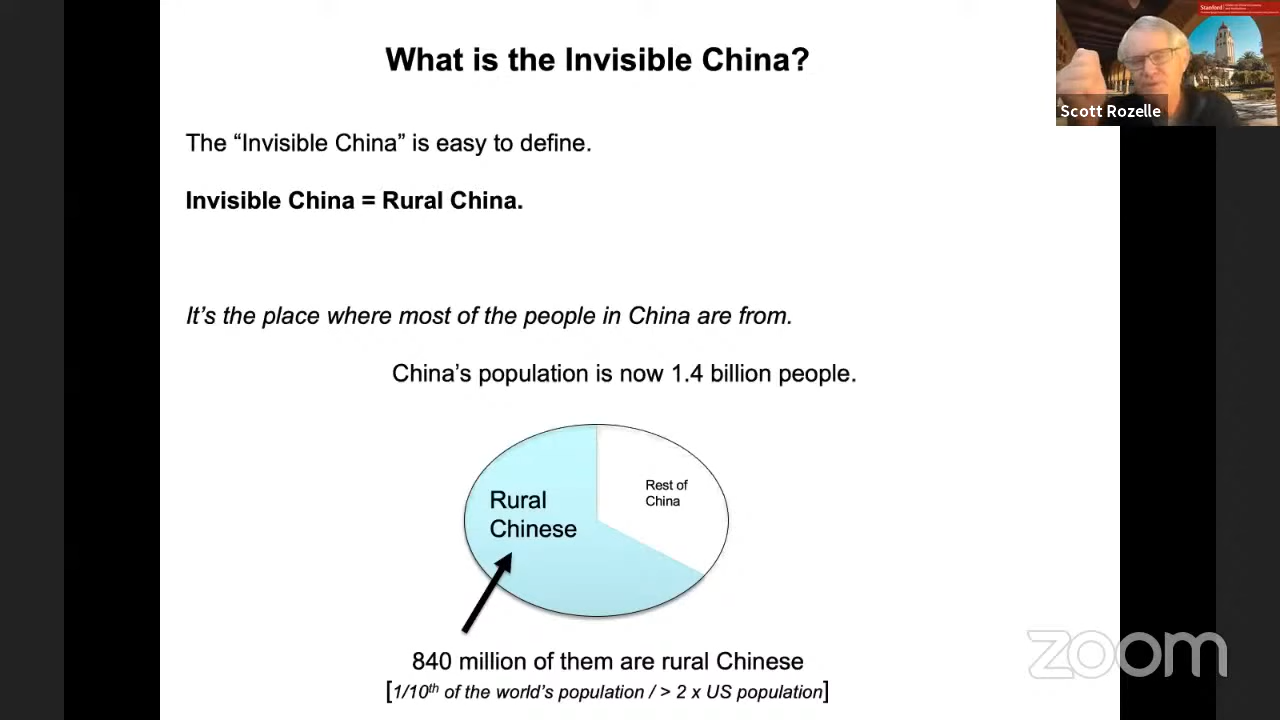 What is the Invisible China?
Stanford
Scott Rozelle
The “Invisible China” is easy to define.
Invisible China = Rural China.
It’s the place where most of the people in China are from.
China’s population is now 1.4 billion people.
Rest of
China
Rural
Chinese
840 million of them are rural Chinese
[1/10th of the world’s population / > 2 x US population]
zoom